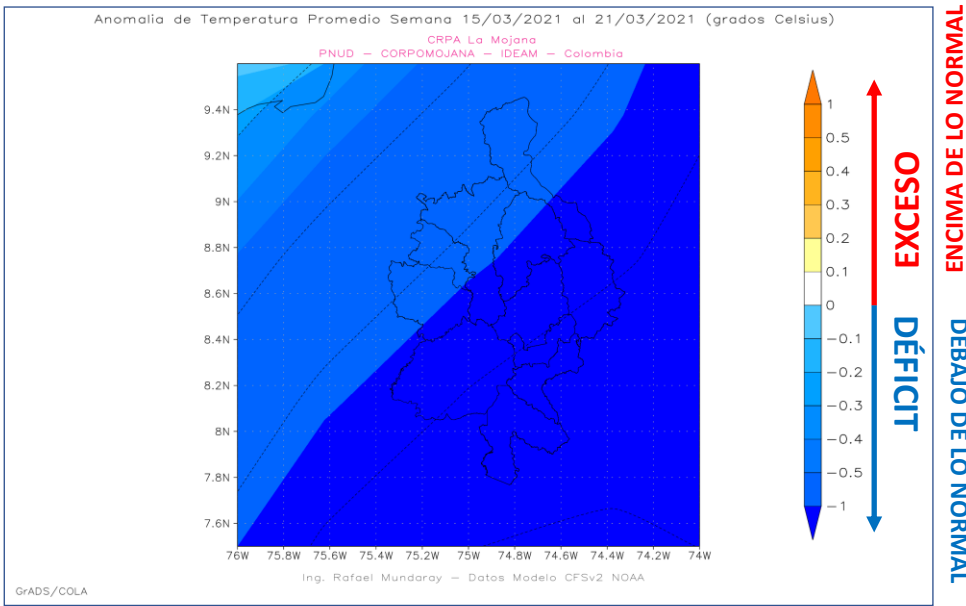 Anomalia de Temperatura Promedio Semana 15/03/2021 al 21/03/2021 (grados Celsius)
CRPA La Mojana
PNUD – CORPOMOJANA – IDEAM – Colombia
9.4N
9.2N
9N
8.8N
8.6N
8.4N
8.2N
8N
7.8N
7.6N
76W 75.8W 75.6W 75.4W 75.2W 75W 74.8W 74.6W 74.4W 74.2W 74W
1
0.5
0.4
0.3
0.2
0.1
0
−0.1
−0.2
−0.3
−0.4
−0.5
−1
EXCESO
DÉFICIT
ENCIMA DE LO NORMAL
DEBAJO DE LO NORMAL
Ing. Rafael Mundaray – Datos Modelo CFSv2 NOAA
GrADS/COLA